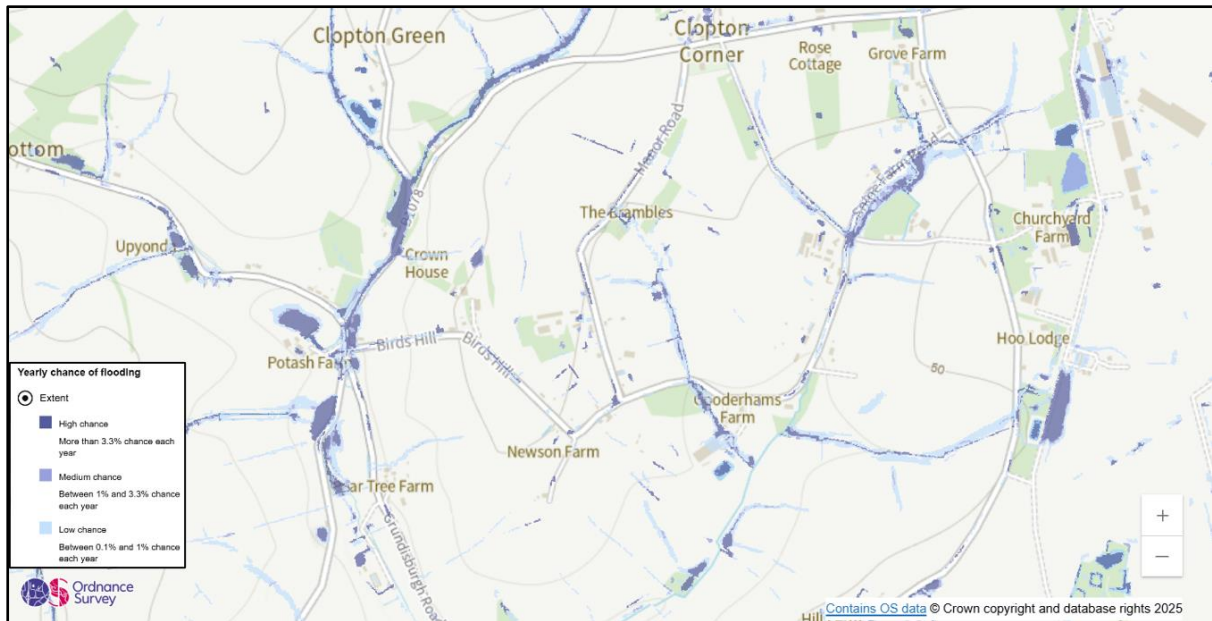 Clopton Green
Clopton
Corner
Rose
Cottage
Grove Farm
ottom
Manor Road
B1078
The Brambles
Upyond
Crown
House
Churchyard
Farm
Hoo Lodge
Birds Hill
Birds Hill
Potash Farm
50
Gooderhams
Farm
Newson Farm
ar Tree Farm
Grundisburgh Road
Hill
Yearly chance of flooding
Extent
High chance
More than 3.3% chance each
year
Medium chance
Between 1% and 3.3% chance
each year
Low chance
Between 0.1% and 1% chance
each year
Ordnance
Survey
+
−
Contains OS data © Crown copyright and database rights 2025